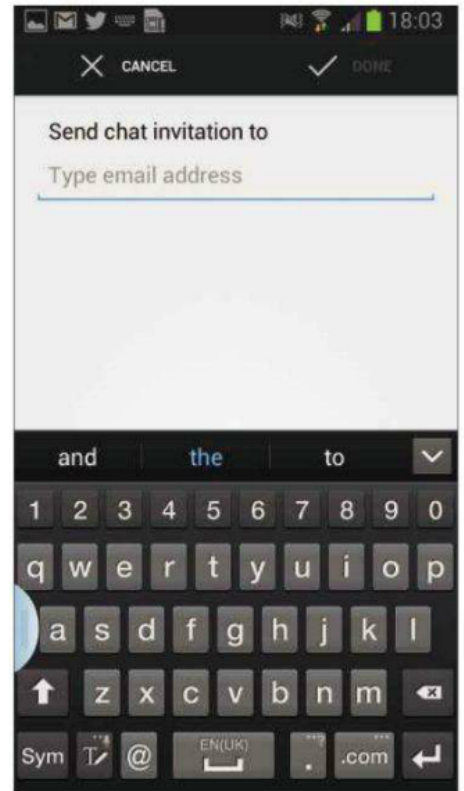 18:03
CANCEL DONE
Send chat invitation to
Type email address
and the to
1 2 3 4 5 6 7 8 9 0
q w e r t y u i o p
a s d f g h j k l
z x c v b n m
Sym T @ EN(UK) . .com